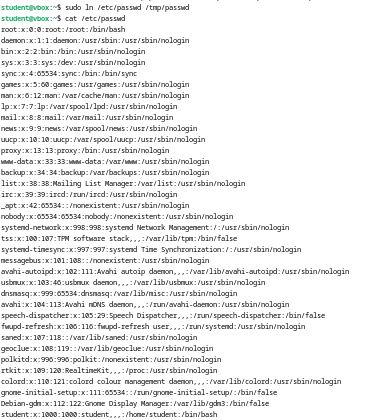 student@vbox:~$ sudo ln /etc/passwd /tmp/passwd
student@vbox:~$ cat /etc/passwd
root:x:0:0:root:/root:/bin/bash
daemon:x:1:1:daemon:/usr/sbin:/usr/sbin/nologin
bin:x:2:2:bin:/bin:/usr/sbin/nologin
sys:x:3:3:sys:/dev:/usr/sbin/nologin
sync:x:4:65534:sync:/bin:/bin/sync
games:x:5:60:games:/usr/games:/usr/sbin/nologin
man:x:6:12:man:/var/cache/man:/usr/sbin/nologin
lp:x:7:7:lp:/var/spool/lpd:/usr/sbin/nologin
mail:x:8:8:mail:/var/mail:/usr/sbin/nologin
news:x:9:9:news:/var/spool/news:/usr/sbin/nologin
uucp:x:10:10:uucp:/var/spool/uucp:/usr/sbin/nologin
proxy:x:13:13:proxy:/bin:/usr/sbin/nologin
www-data:x:33:33:www-data:/var/www:/usr/sbin/nologin
backup:x:34:34:backup:/var/backups:/usr/sbin/nologin
list:x:38:38:Mailing List Manager:/var/list:/usr/sbin/nologin
irc:x:39:39:ircd:/run/ircd:/usr/sbin/nologin
_apt:x:42:65534::/nonexistent:/usr/sbin/nologin
nobody:x:65534:65534:nobody:/nonexistent:/usr/sbin/nologin
systemd-network:x:998:998:systemd Network Management:/:/usr/sbin/nologin
tss:x:100:107:TPM software stack,,,:/var/lib/tpm:/bin/false
systemd-timesync:x:997:997:systemd Time Synchronization:/:/usr/sbin/nologin
messagebus:x:101:108::/nonexistent:/usr/sbin/nologin
avahi-autoipd:x:102:111:Avahi autoip daemon,,,:/var/lib/avahi-autoipd:/usr/sbin/nologin
usbmux:x:103:46:usbmux daemon,,,:/var/lib/usbmux:/usr/sbin/nologin
dnsmasq:x:999:65534:dnsmasq:/var/lib/misc:/usr/sbin/nologin
avahi:x:104:113:Avahi mDNS daemon,,,:/run/avahi-daemon:/usr/sbin/nologin
speech-dispatcher:x:105:29:Speech Dispatcher,,,:/run/speech-dispatcher:/bin/false
fwupd-refresh:x:106:116:fwupd-refresh user,,,:/run/systemd:/usr/sbin/nologin
saned:x:107:118::/var/lib/saned:/usr/sbin/nologin
geoclue:x:108:119::/var/lib/geoclue:/usr/sbin/nologin
polkitd:x:996:996:polkit:/nonexistent:/usr/sbin/nologin
rtkit:x:109:120:RealtimeKit,,,:/proc:/usr/sbin/nologin
colord:x:110:121:colord colour management daemon,,,:/var/lib/colord:/usr/sbin/nologin
gnome-initial-setup:x:111:65534::/run/gnome-initial-setup/:/bin/false
Debian-gdm:x:112:122:Gnome Display Manager:/var/lib/gdm3:/bin/false
student:x:1000:1000:student,,,:/home/student:/bin/bash